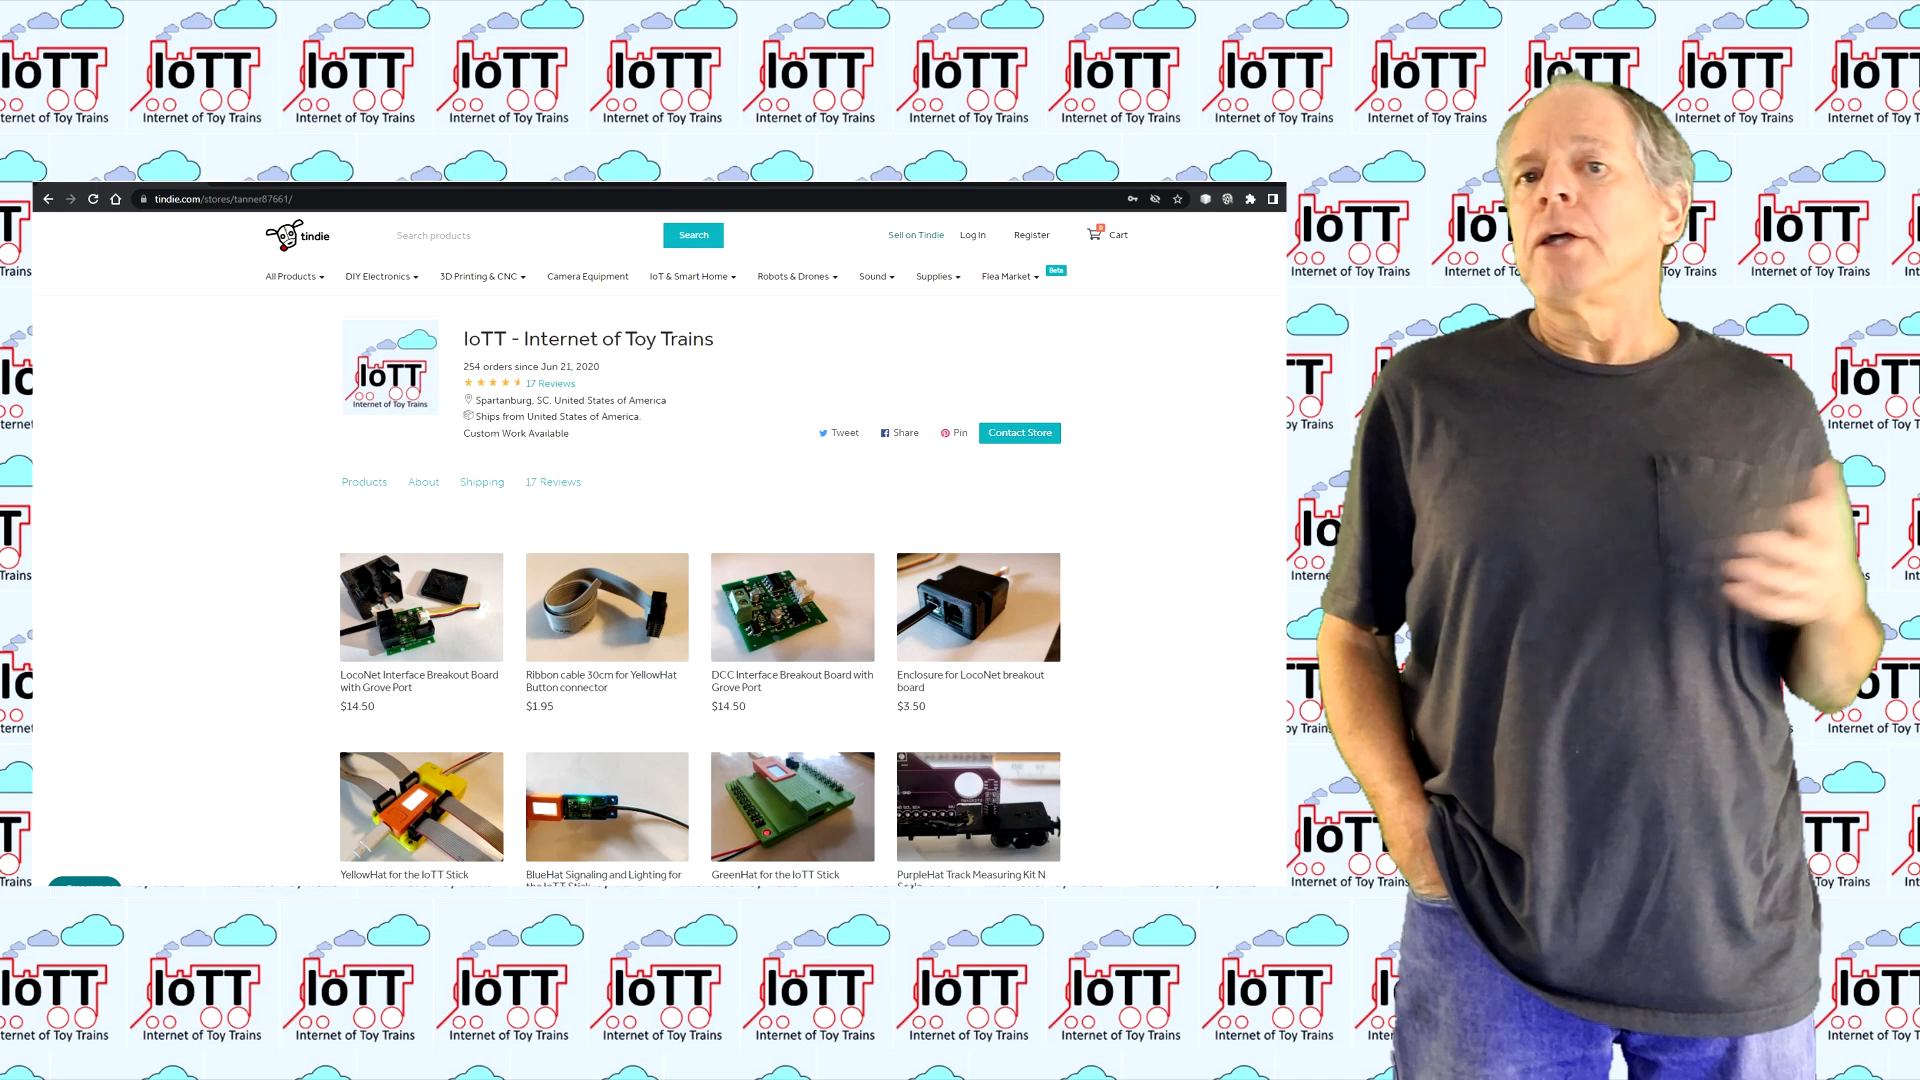 IoTT
Internet of Toy Trains
tindie.com/stores/tanner87661/
tindie
Search products
Search
Sell on Tindie
Log In
Register
0
Cart
All Products
DIY Electronics
3D Printing & CNC
Camera Equipment
IoT & Smart Home
Robots & Drones
Sound
Supplies
Flea Market
Beta
IoTT
Internet of Toy Trains
IoTT - Internet of Toy Trains
254 orders since Jun 21, 2020
17 Reviews
Spartanburg, SC, United States of America
Ships from United States of America.
Custom Work Available
Tweet
Share
Pin
Contact Store
Products
About
Shipping
17 Reviews
LocoNet Interface Breakout Board
with Grove Port
$14.50
Ribbon cable 30cm for YellowHat
Button connector
$1.95
DCC Interface Breakout Board with
Grove Port
$14.50
Enclosure for LocoNet breakout
board
$3.50
YellowHat for the IoTT Stick
BlueHat Signaling and Lighting for
the IoTT Stick
GreenHat for the IoTT Stick
PurpleHat Track Measuring Kit N
Scale